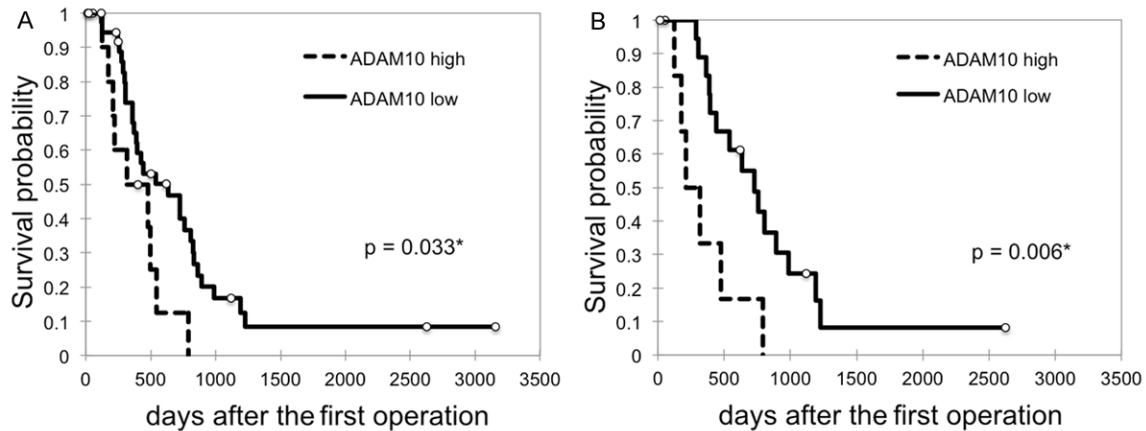 A
Survival probability
1
0.9
0.8
0.7
0.6
0.5
0.4
0.3
0.2
0.1
0
ADAM10 high
ADAM10 low
p = 0.033*
0 500 1000 1500 2000 2500 3000 3500
days after the first operation
B
Survival probability
1
0.9
0.8
0.7
0.6
0.5
0.4
0.3
0.2
0.1
0
ADAM10 high
ADAM10 low
p = 0.006*
0 500 1000 1500 2000 2500 3000 3500
days after the first operation